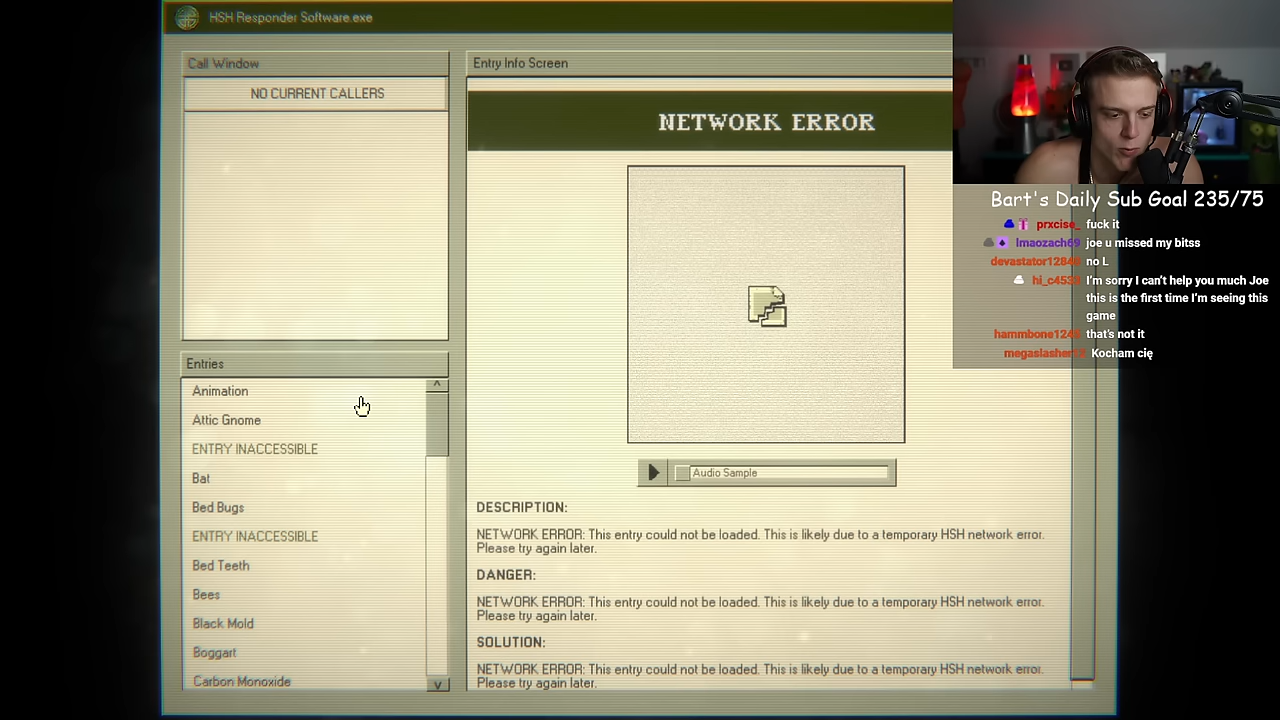 HSH Responder Software.exe
Call Window
NO CURRENT CALLERS
Entries
Animation
Attic Gnome
ENTRY INACCESSIBLE
Bat
Bed Bugs
ENTRY INACCESSIBLE
Bed Teeth
Bees
Black Mold
Boggart
Carbon Monoxide
Entry Info Screen
NETWORK ERROR
Audio Sample
DESCRIPTION:
NETWORK ERROR: This entry could not be loaded. This is likely due to a temporary HSH network error.
Please try again later.
DANGER:
NETWORK ERROR: This entry could not be loaded. This is likely due to a temporary HSH network error.
Please try again later.
SOLUTION:
NETWORK ERROR: This entry could not be loaded. This is likely due to a temporary HSH network error.
Please try again later.
Bart's Daily Sub Goal 235/75
prxcise_ fuck it
lmaozach69 joe u missed my bitss
no L
I'm sorry I can't help you much Joe
this is the first time I'm seeing this
game
that's not it
Kocham cię